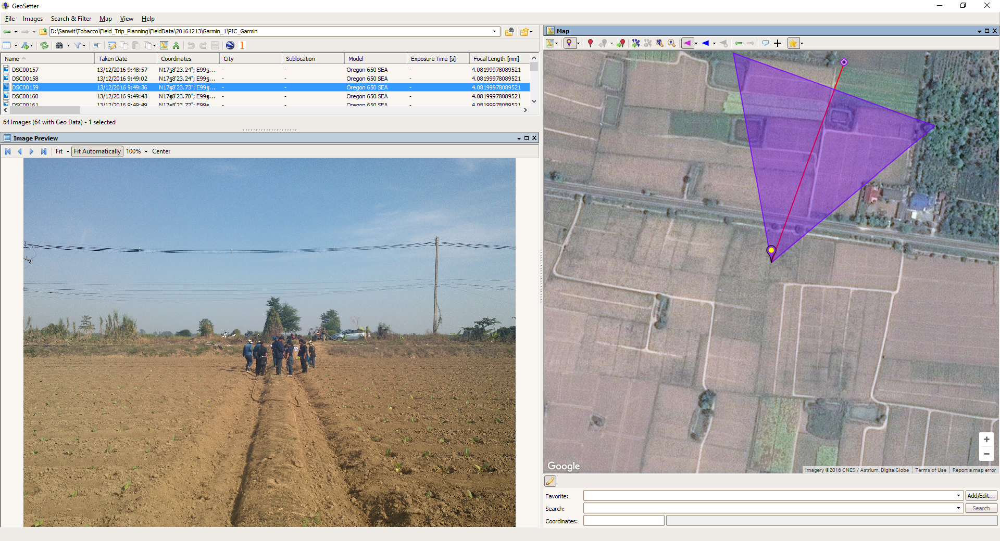 GeoSetter
File Images Search & Filter Map View Help
D:\Sanwit\Tobacco\Field_Trip_Planning\FieldData\20161213\Garmin_1\PIC_Garmin
Name Taken Date Coordinates City Sublocation Model Exposure Time [s] Focal Length [mm]
DSC00157 13/12/2016 9:48:57 N17§8'23.24"; E99§... - - Oregon 650 SEA - 4.08199978089521
DSC00158 13/12/2016 9:49:02 N17§8'23.24"; E99§... - - Oregon 650 SEA - 4.08199978089521
DSC00159 13/12/2016 9:49:36 N17§8'23.73"; E99§... - - Oregon 650 SEA - 4.08199978089521
DSC00160 13/12/2016 9:49:43 N17§8'23.70"; E99§... - - Oregon 650 SEA - 4.08199978089521
DSC00161 13/12/2016 9:49:49 N17§8'23.72"; E99§... - - Oregon 650 SEA - 4.08199978089521
64 Images (64 with Geo Data) - 1 selected
Image Preview
Fit Fit Automatically 100% Center
Map
Google
Imagery ©2016 CNES / Astrium, DigitalGlobe Terms of Use Report a map error
Favorite: Add/Edit...
Search: Search
Coordinates: